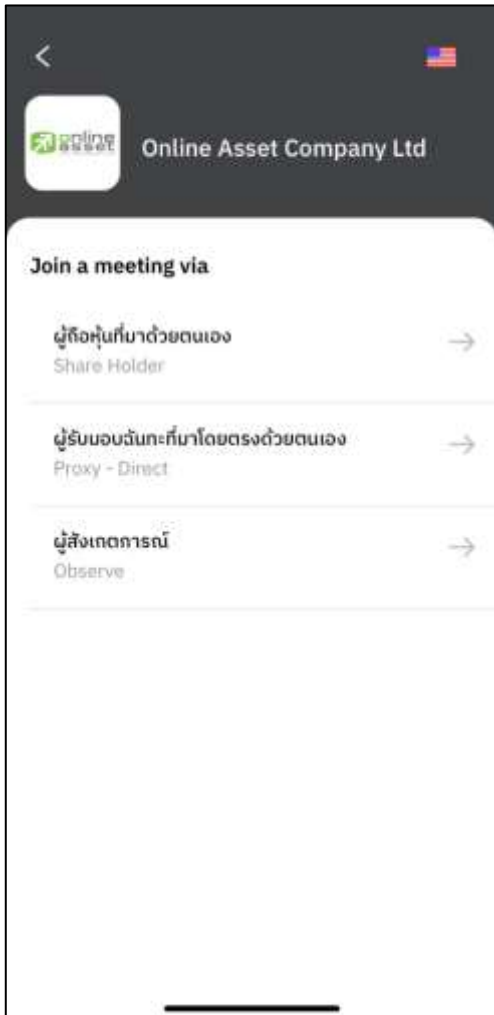 online
asset
Online Asset Company Ltd
Join a meeting via
ผู้ถือหุ้นที่มาด้วยตนเอง
Share Holder
ผู้รับมอบฉันทะที่มาโดยตรงด้วยตนเอง
Proxy - Direct
ผู้สังเกตการณ์
Observe